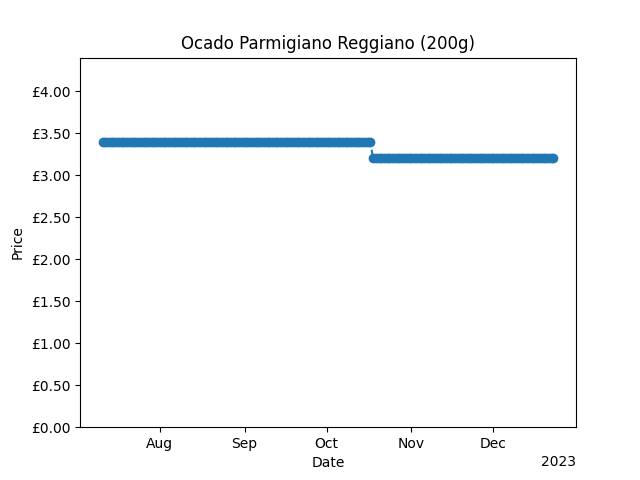 Ocado Parmigiano Reggiano (200g)
£4.00
£3.50
£3.00
£2.50
£2.00
£1.50
£1.00
£0.50
£0.00
Price
Aug Sep Oct Nov Dec
Date
2023